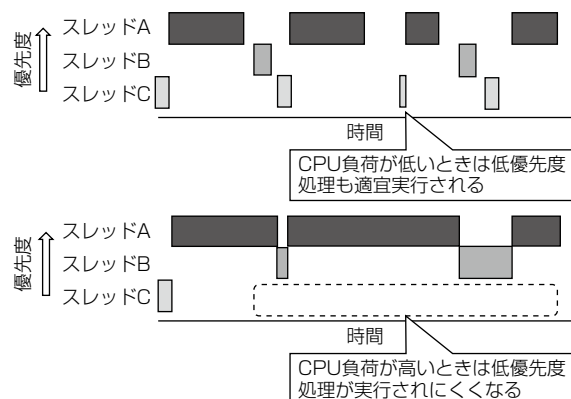 優先度
スレッドA
スレッドB
スレッドC
時間
CPU負荷が低いときは低優先度
処理も適宜実行される
優先度
スレッドA
スレッドB
スレッドC
時間
CPU負荷が高いときは低優先度
処理が実行されにくくなる